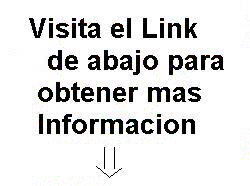 Visita el Link
de abajo para
obtener mas
Informacion